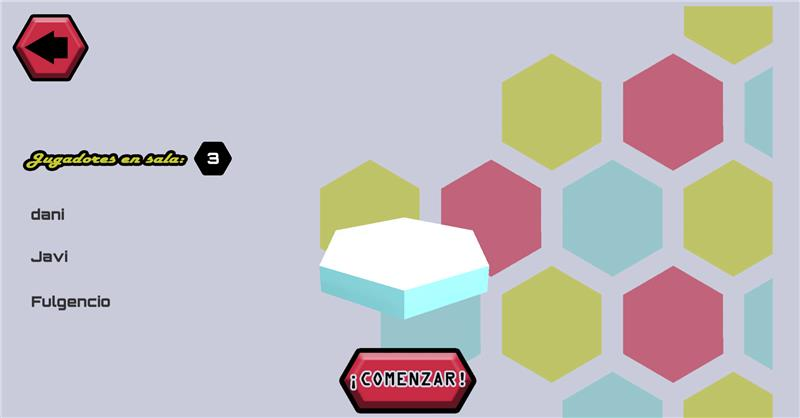 Jugadores en sala: 3
dani
Javi
Fulgencio
¡COMENZAR!